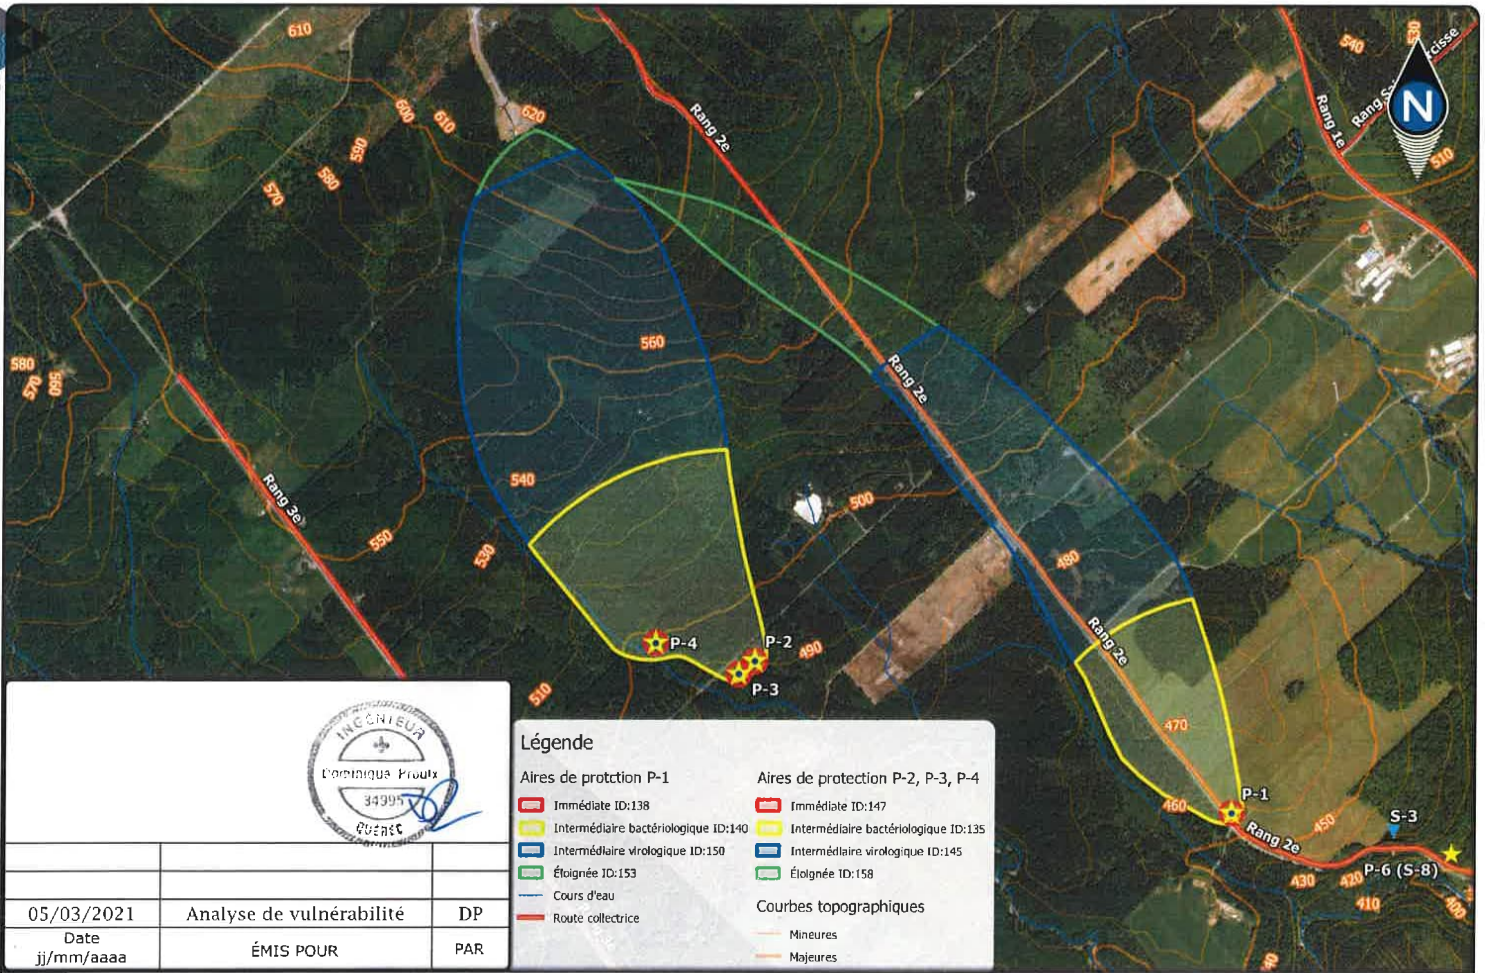 610
600
610
620
590
580
570
Rang 2e
540
530
Rang 1e
510
N
580
570
560
560
Rang 2e
540
Rang 3e
500
550
530
480
P-4
P-2
490
P-3
Rang 2e
510
470
P-1
460
S-3
450
Rang 2e
P-6 (S-8)
430
420
410
400
INGÉNIEUR
Dominique Proulx
34995
QUÉBEC
05/03/2021 Analyse de vulnérabilité DP
Date
jj/mm/aaaa ÉMIS POUR PAR
Légende
Aires de protction P-1
Immédiate ID:138
Intermédiaire bactériologique ID:140
Intermédiaire virologique ID:150
Éloignée ID:153
Cours d'eau
Route collectrice
Aires de protection P-2, P-3, P-4
Immédiate ID:147
Intermédiaire bactériologique ID:135
Intermédiaire virologique ID:145
Éloignée ID:158
Courbes topographiques
Mineures
Majeures